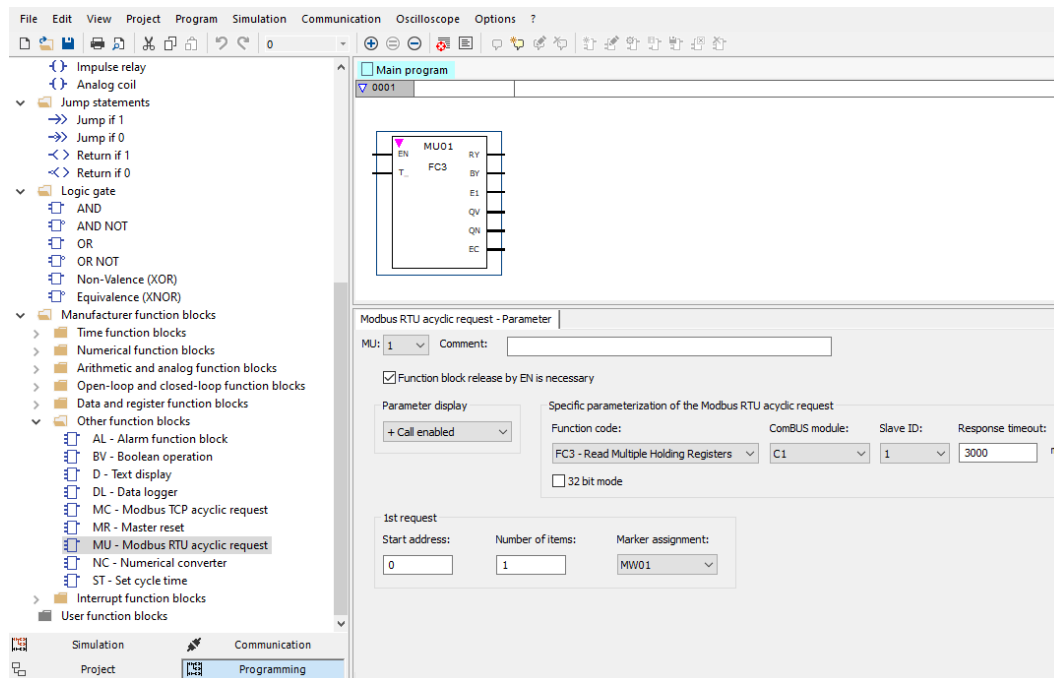 File Edit View Project Program Simulation Communication Oscilloscope Options ?
0
Impulse relay
Analog coil
Jump statements
Jump if 1
Jump if 0
Return if 1
Return if 0
Logic gate
AND
AND NOT
OR
OR NOT
Non-Valence (XOR)
Equivalence (XNOR)
Manufacturer function blocks
Time function blocks
Numerical function blocks
Arithmetic and analog function blocks
Open-loop and closed-loop function blocks
Data and register function blocks
Other function blocks
AL - Alarm function block
BV - Boolean operation
D - Text display
DL - Data logger
MC - Modbus TCP acyclic request
MR - Master reset
MU - Modbus RTU acyclic request
NC - Numerical converter
ST - Set cycle time
Interrupt function blocks
User function blocks
Simulation Communication
Project Programming
Main program
0001
MU01
EN RY
FC3
T_ BY
E1
QV
QN
EC
Modbus RTU acyclic request - Parameter
MU: 1 Comment:
Function block release by EN is necessary
Parameter display
+ Call enabled
Specific parameterization of the Modbus RTU acyclic request
Function code: ComBUS module: Slave ID: Response timeout:
FC3 - Read Multiple Holding Registers C1 1 3000
32 bit mode
1st request
Start address: Number of items: Marker assignment:
0 1 MW01